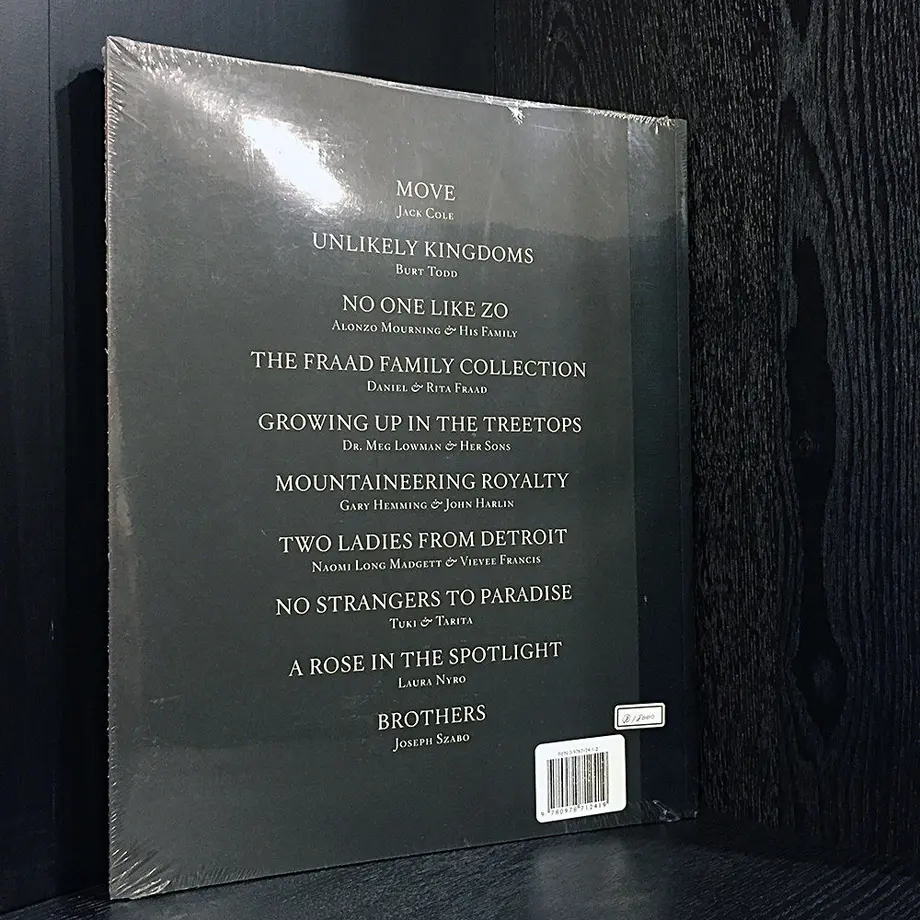 MOVE
Jack Cole
UNLIKELY KINGDOMS
Burt Todd
NO ONE LIKE ZO
Alonzo Mourning & His Family
THE FRAAD FAMILY COLLECTION
Daniel & Rita Fraad
GROWING UP IN THE TREETOPS
Dr. Meg Lowman & Her Sons
MOUNTAINEERING ROYALTY
Gary Hemming & John Harlin
TWO LADIES FROM DETROIT
Naomi Long Madgett & Vievee Francis
NO STRANGERS TO PARADISE
Tuki & Tarita
A ROSE IN THE SPOTLIGHT
Laura Nyro
BROTHERS
Joseph Szabo
9 780978 712419